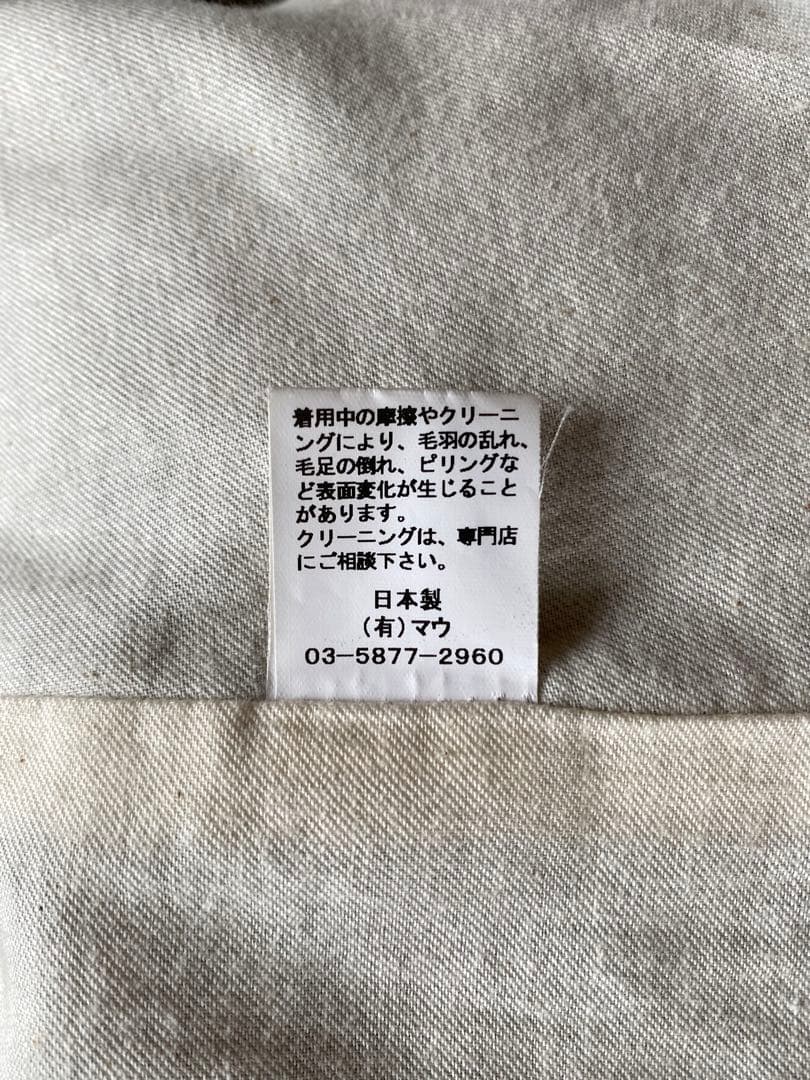 着用中の摩擦やクリーニ
ングにより、毛羽の乱れ、
毛足の倒れ、ピリングな
ど表面変化が生じること
があります。
クリーニングは、専門店
にご相談下さい。
日本製
(有)マウ
03-5877-2960